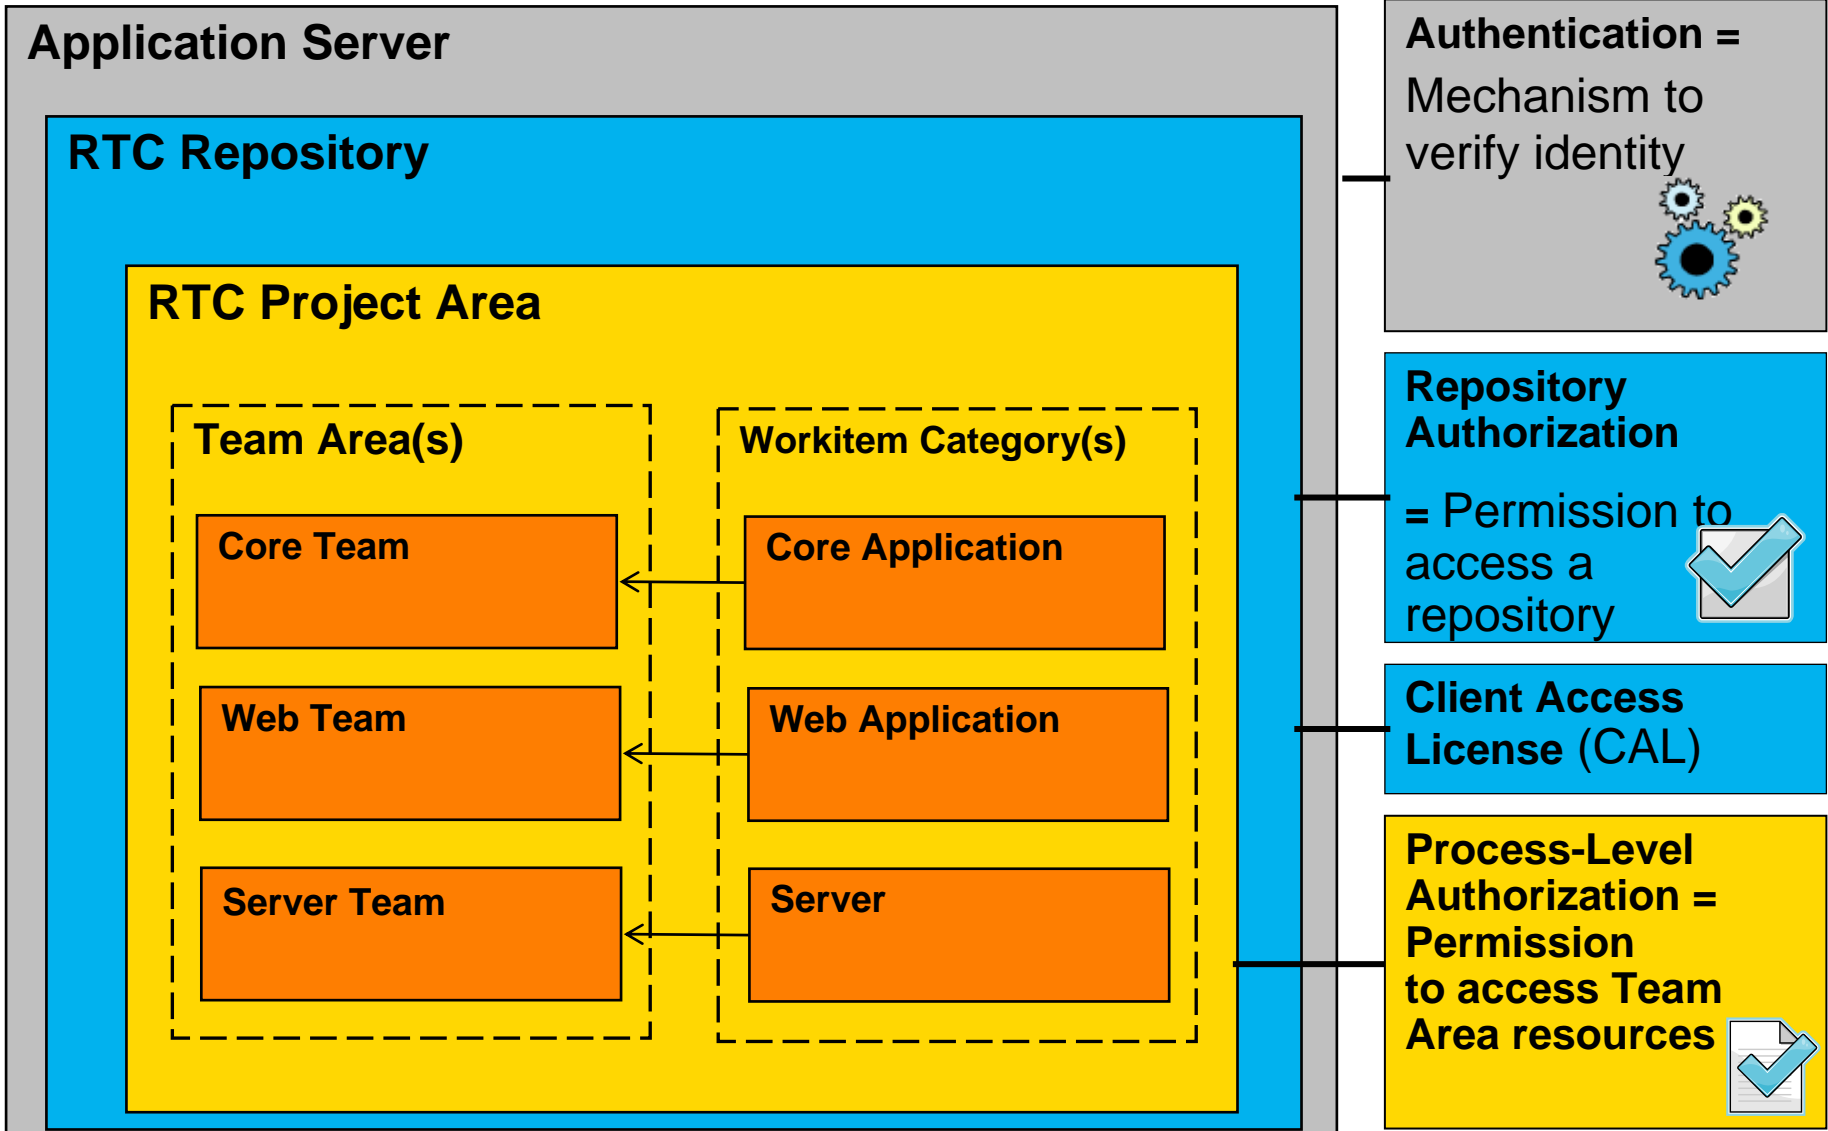 Application Server
RTC Repository
RTC Project Area
Team Area(s)
Core Team
Web Team
Server Team
Workitem Category(s)
Core Application
Web Application
Server
Authentication =
Mechanism to
verify identity
Repository
Authorization
= Permission to
access a
repository
Client Access
License (CAL)
Process-Level
Authorization =
Permission
to access Team
Area resources